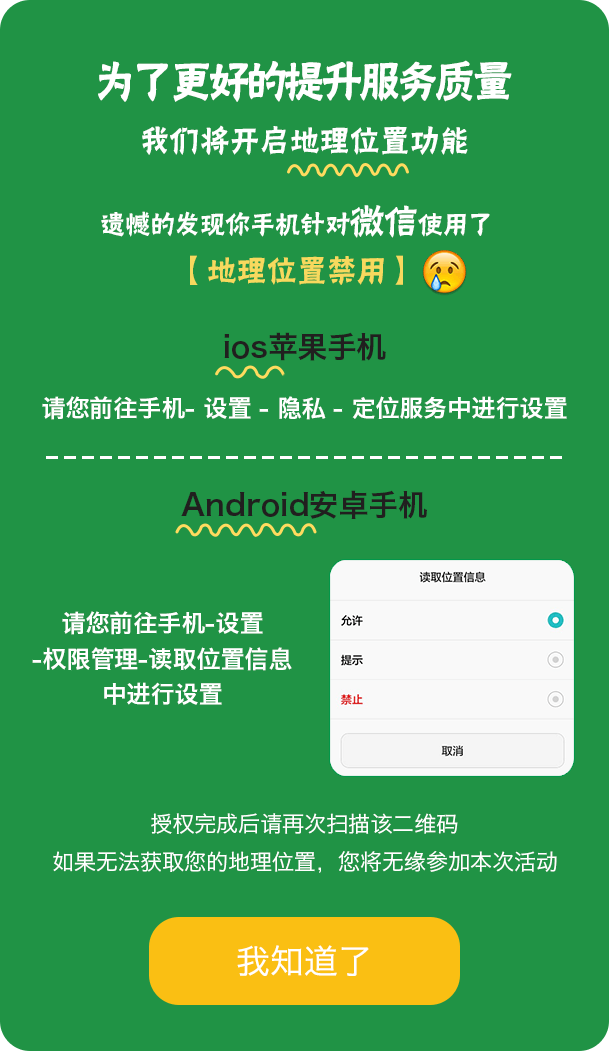 为了更好的提升服务质量
我们将开启地理位置功能
遗憾的发现你手机针对微信使用了
【地理位置禁用】
ios苹果手机
请您前往手机- 设置 - 隐私 - 定位服务中进行设置
Android安卓手机
请您前往手机-设置
-权限管理-读取位置信息
中进行设置
读取位置信息
允许
提示
禁止
取消
授权完成后请再次扫描该二维码
如果无法获取您的地理位置，您将无缘参加本次活动
我知道了